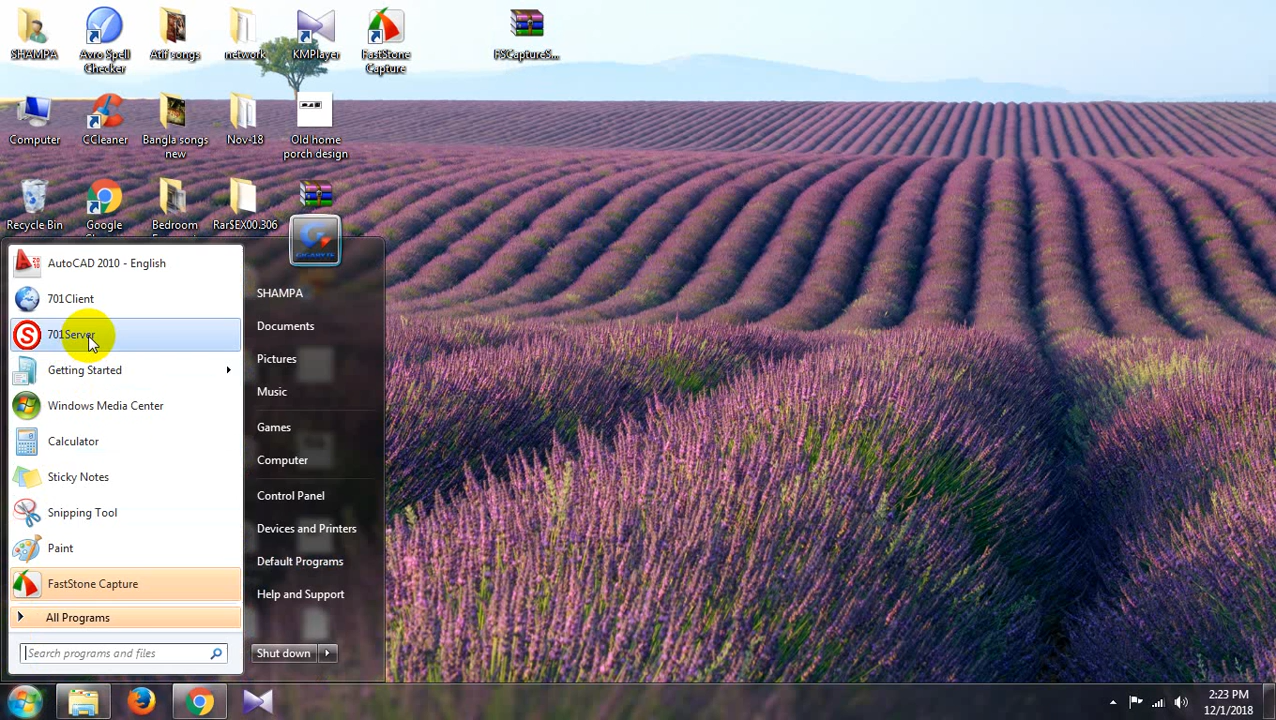 SHAMPA
Avro Spell
Checker
Atif songs
network
KMPlayer
FastStone
Capture
FSCaptureS...
Computer
CCleaner
Bangla songs
new
Nov-18
Old home
porch design
Recycle Bin
Google
Bedroom
Rar$EX00.306
GIGABYTE
AutoCAD 2010 - English
701Client
701Server
Getting Started
Windows Media Center
Calculator
Sticky Notes
Snipping Tool
Paint
FastStone Capture
All Programs
Search programs and files
SHAMPA
Documents
Pictures
Music
Games
Computer
Control Panel
Devices and Printers
Default Programs
Help and Support
Shut down
2:23 PM
12/1/2018